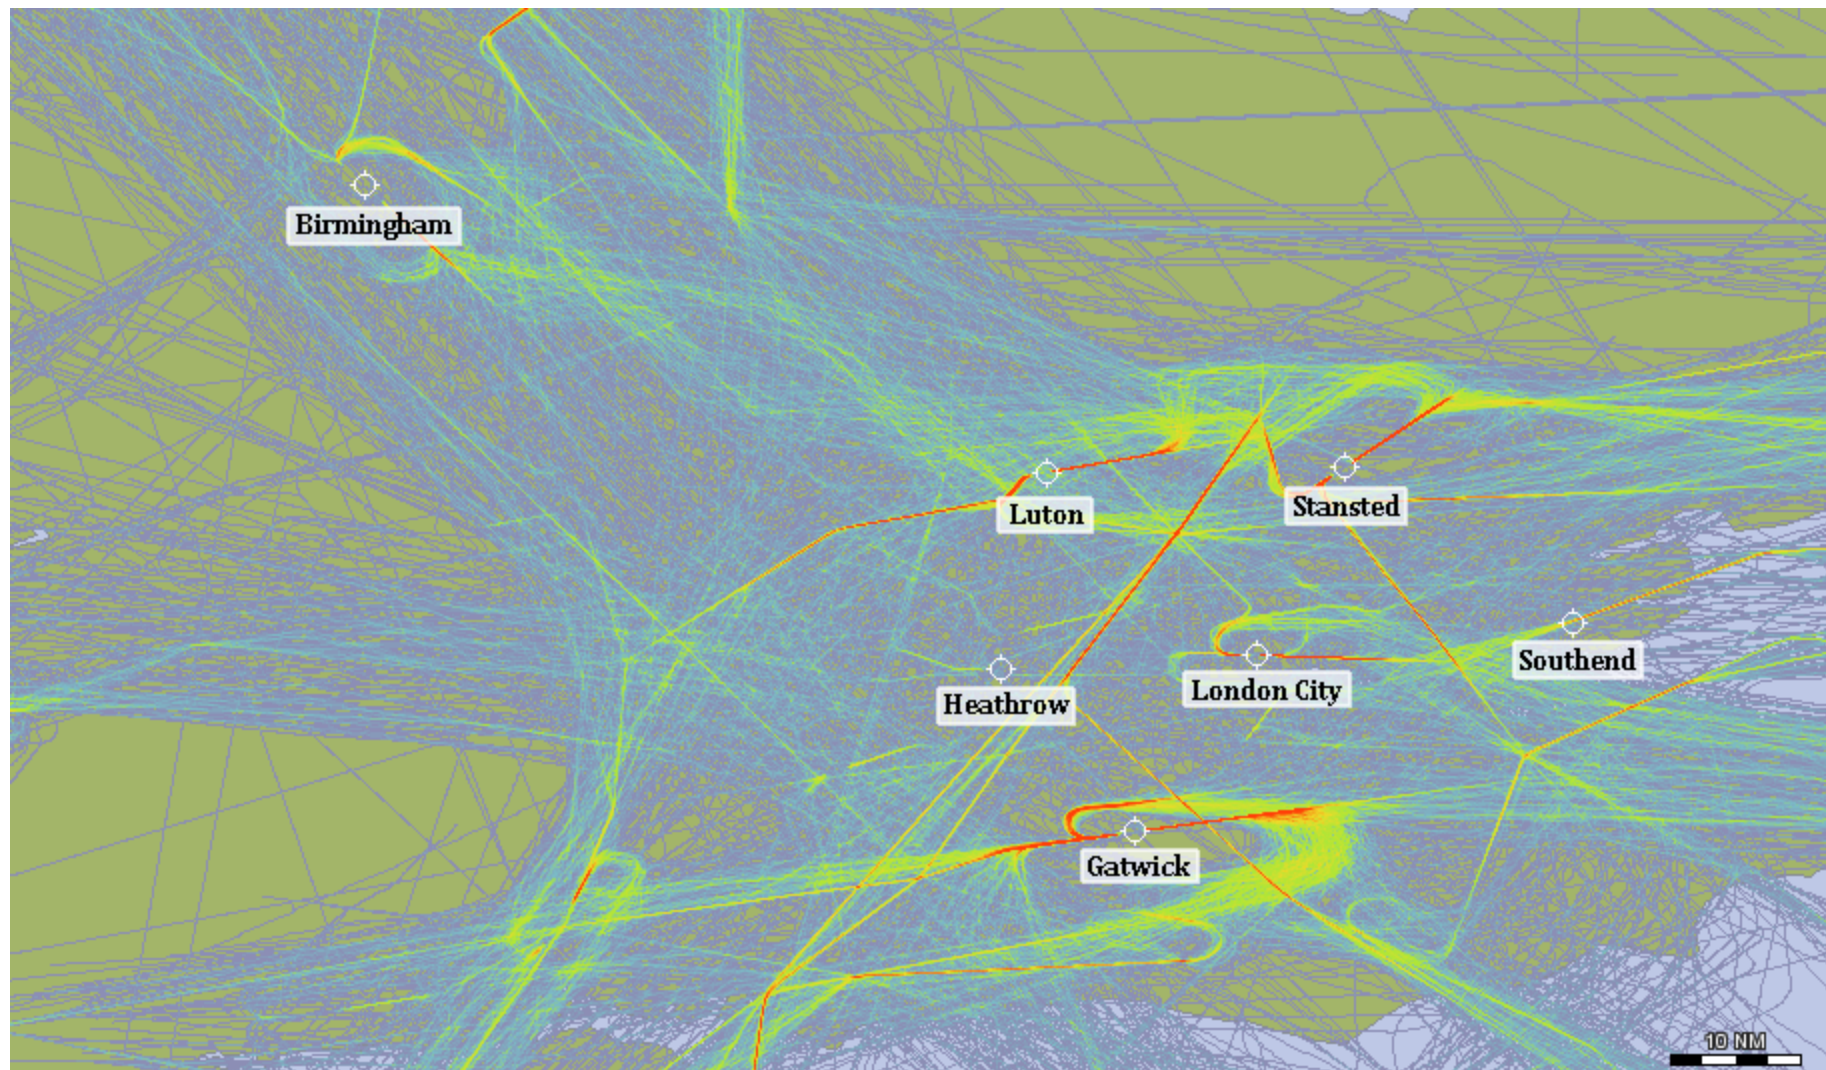 Birmingham
Luton
Stansted
Southend
London City
Heathrow
Gatwick
10 NM